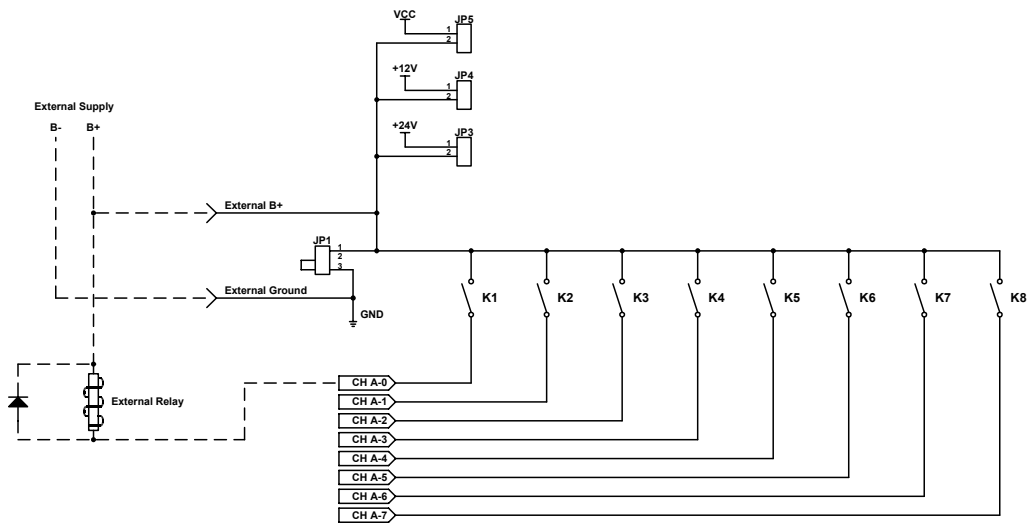 VCC
JP5
1
2
+12V
JP4
1
2
External Supply
B- B+
+24V
JP3
1
2
External B+
JP1
1
2
3
External Ground
GND
K1 K2 K3 K4 K5 K6 K7 K8
External Relay
CH A-0
CH A-1
CH A-2
CH A-3
CH A-4
CH A-5
CH A-6
CH A-7